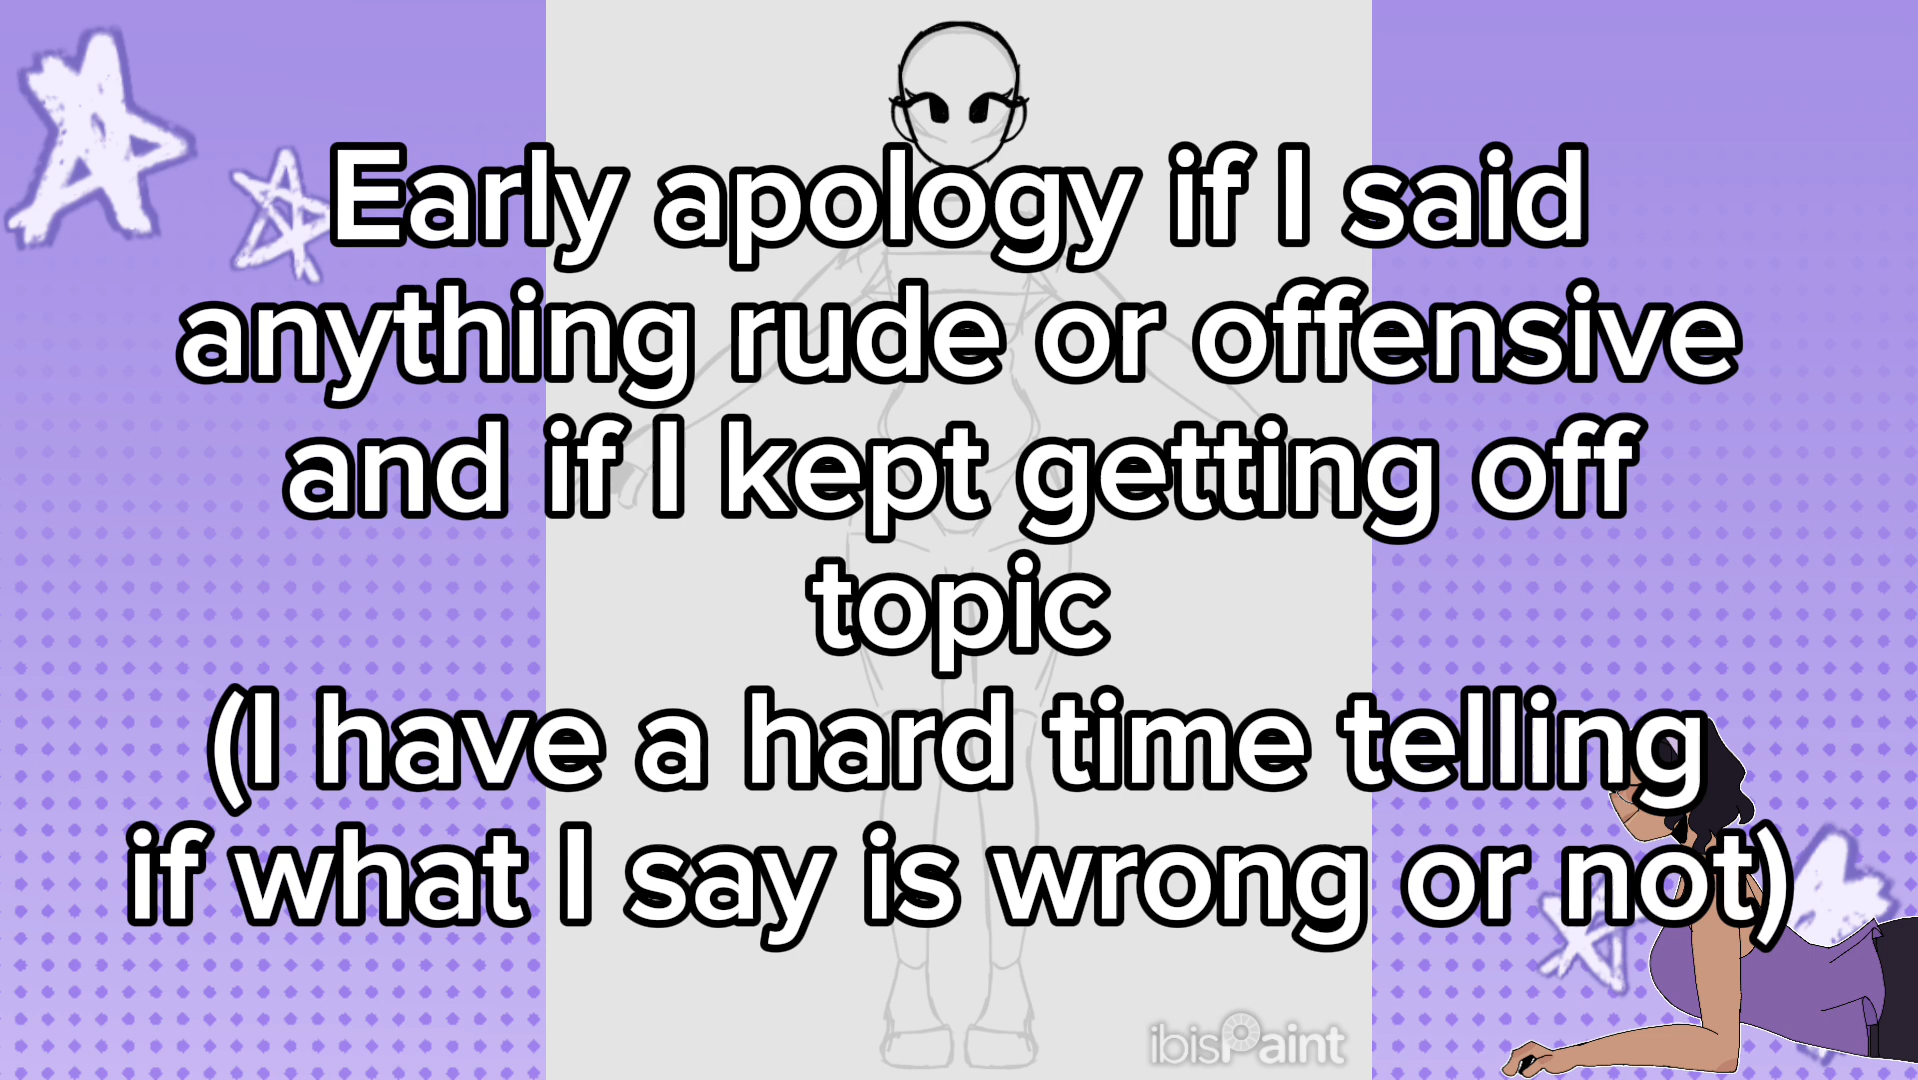 Early apology if I said
anything rude or offensive
and if I kept getting off
topic
(I have a hard time telling
if what I say is wrong or not)
ibisPaint